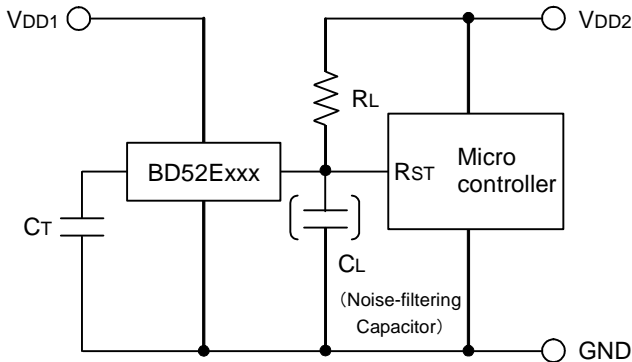 VDD1
VDD2
RL
BD52Exxx
RST
Micro
controller
CT
CL
（Noise-filtering
Capacitor）
GND